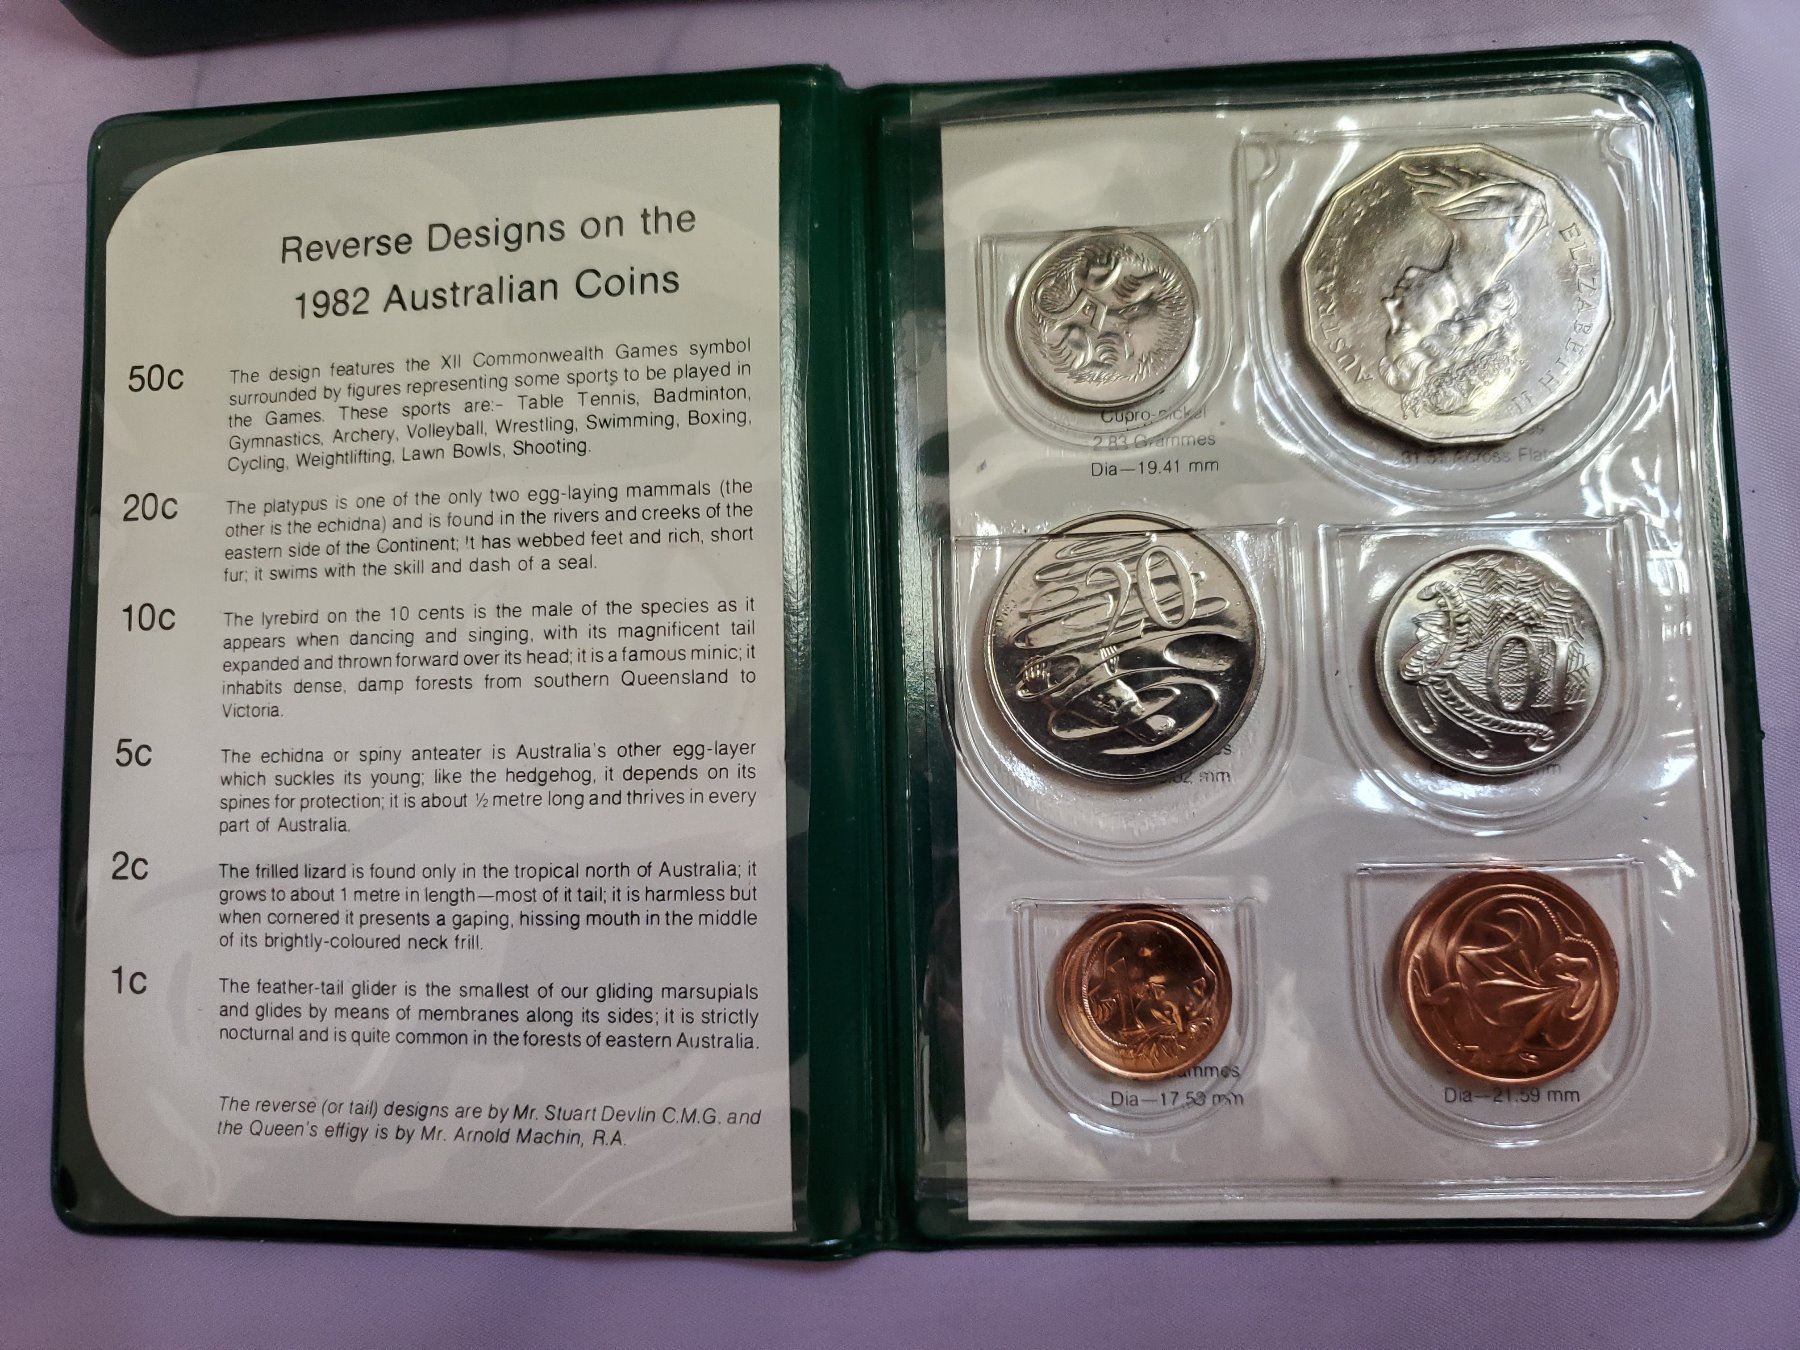 Reverse Designs on the
1982 Australian Coins
50c
The design features the XII Commonwealth Games symbol
surrounded by figures representing some sports to be played in
the Games. These sports are:- Table Tennis, Badminton,
Gymnastics, Archery, Volleyball, Wrestling, Swimming, Boxing,
Cycling, Weightlifting, Lawn Bowls, Shooting.
20c
The platypus is one of the only two egg-laying mammals (the
other is the echidna) and is found in the rivers and creeks of the
eastern side of the Continent; It has webbed feet and rich, short
fur; it swims with the skill and dash of a seal.
10c
The lyrebird on the 10 cents is the male of the species as it
appears when dancing and singing, with its magnificent tail
expanded and thrown forward over its head; it is a famous minic; it
inhabits dense, damp forests from southern Queensland to
Victoria.
5c
The echidna or spiny anteater is Australia's other egg-layer
which suckles its young; like the hedgehog, it depends on its
spines for protection; it is about ½ metre long and thrives in every
part of Australia.
2c
The frilled lizard is found only in the tropical north of Australia; it
grows to about 1 metre in length—most of it tail; it is harmless but
when cornered it presents a gaping, hissing mouth in the middle
of its brightly-coloured neck frill.
1c
The feather-tail glider is the smallest of our gliding marsupials
and glides by means of membranes along its sides; it is strictly
nocturnal and is quite common in the forests of eastern Australia.
The reverse (or tail) designs are by Mr. Stuart Devlin C.M.G. and
the Queen's effigy is by Mr. Arnold Machin, R.A.
5
Cupro-nickel
2.83 Grammes
Dia—19.41 mm
AUSTRALIA 1982
ELIZABETH II
Across Flats
20
mm
10
mm
1
Dia—17.53 mm
Dia—21.59 mm